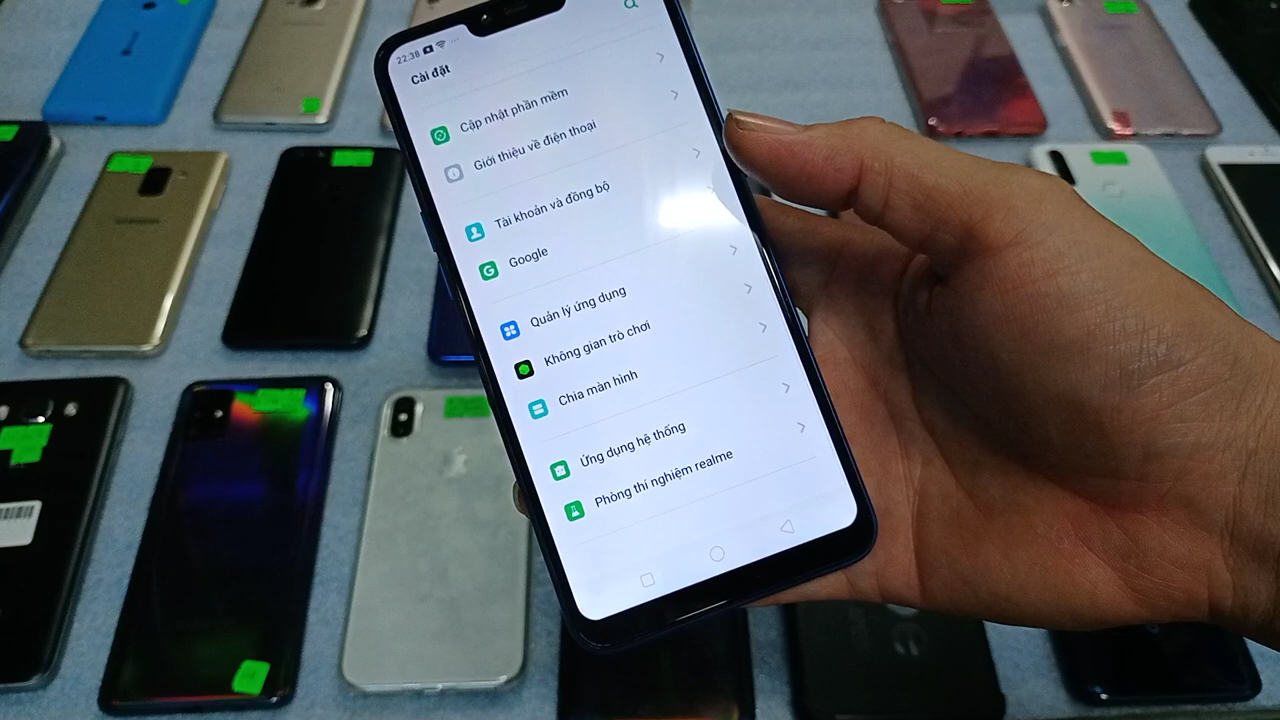 22:38
Cài đặt
Cập nhật phần mềm
Giới thiệu về điện thoại
Tài khoản và đồng bộ
Google
Quản lý ứng dụng
Không gian trò chơi
Chia màn hình
Ứng dụng hệ thống
Phòng thí nghiệm realme
SAMSUNG